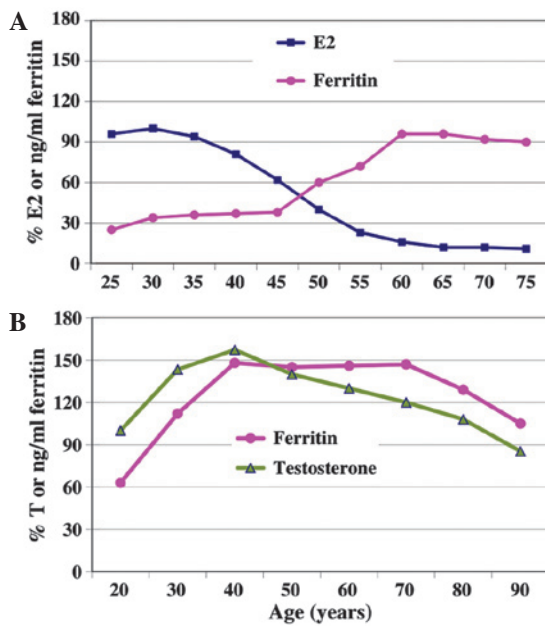 A
% E2 or ng/ml ferritin
180
150
120
90
60
30
0
E2
Ferritin
25 30 35 40 45 50 55 60 65 70 75
B
% T or ng/ml ferritin
180
150
120
90
60
30
0
Ferritin
Testosterone
20 30 40 50 60 70 80 90
Age (years)